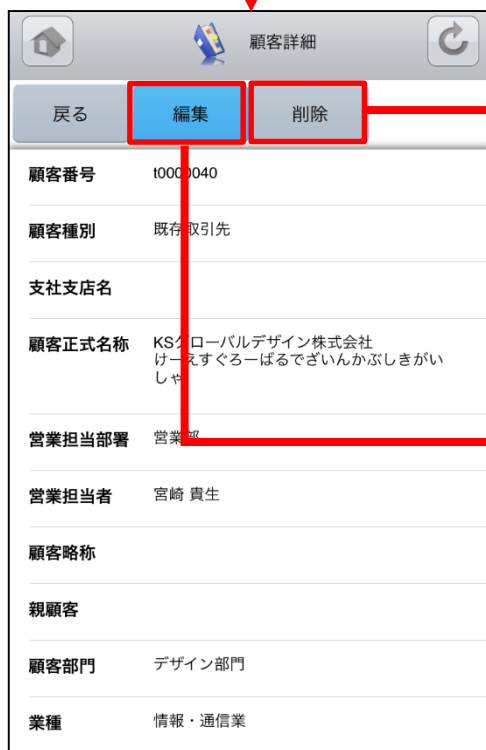 顧客詳細
戻る 編集 削除
顧客番号 t0000040
顧客種別 既存取引先
支社支店名
顧客正式名称 KSグローバルデザイン株式会社
けーえすぐろーばるでざいんかぶしきがい
しゃ
営業担当部署 営業部
営業担当者 宮崎 貴生
顧客略称
親顧客
顧客部門 デザイン部門
業種 情報・通信業